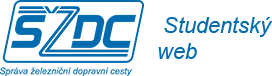 SŽDC
Správa železniční dopravní cesty
Studentský
web